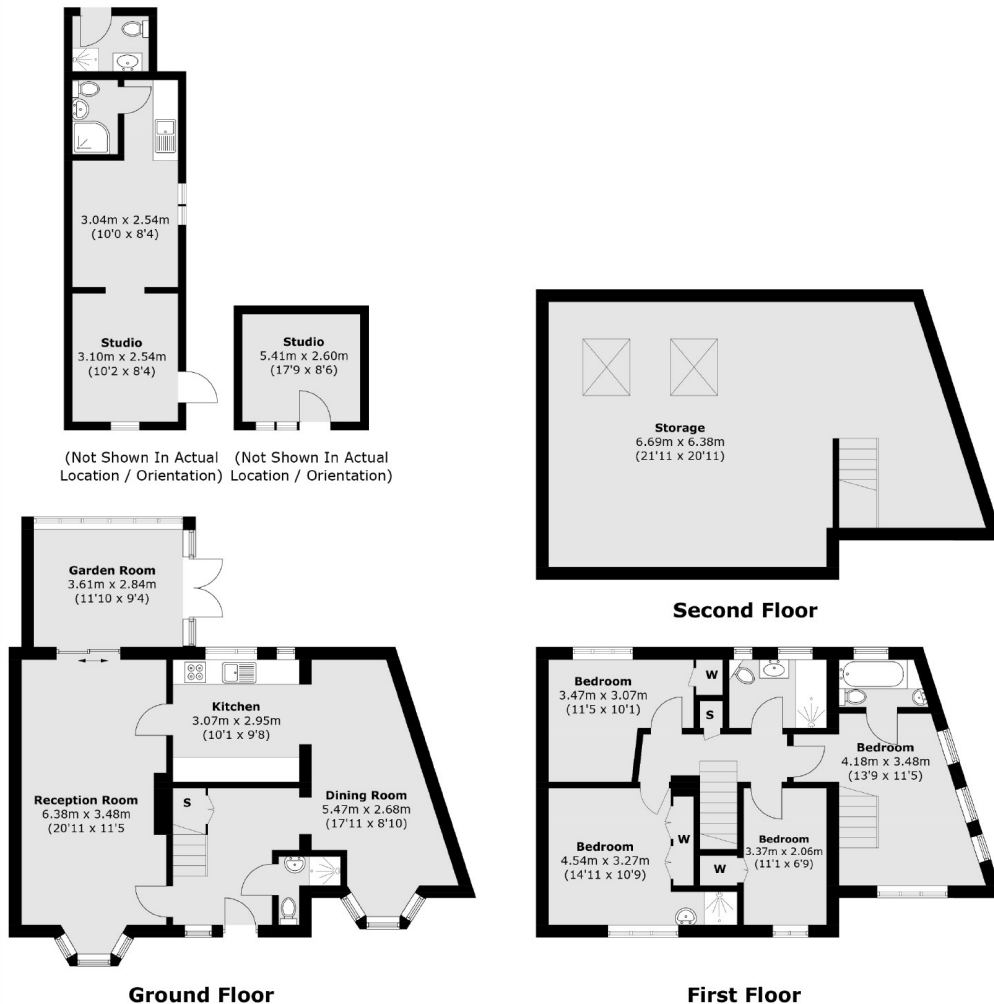 3.04m x 2.54m
(10'0 x 8'4)
Studio
3.10m x 2.54m
(10'2 x 8'4)
Studio
5.41m x 2.60m
(17'9 x 8'6)
(Not Shown In Actual
Location / Orientation)
(Not Shown In Actual
Location / Orientation)
Storage
6.69m x 6.38m
(21'11 x 20'11)
Second Floor
Garden Room
3.61m x 2.84m
(11'10 x 9'4)
Kitchen
3.07m x 2.95m
(10'1 x 9'8)
Reception Room
6.38m x 3.48m
(20'11 x 11'5
S
Dining Room
5.47m x 2.68m
(17'11 x 8'10)
Ground Floor
Bedroom
3.47m x 3.07m
(11'5 x 10'1)
W
S
Bedroom
4.18m x 3.48m
(13'9 x 11'5)
Bedroom
4.54m x 3.27m
(14'11 x 10'9)
W
W
Bedroom
3.37m x 2.06m
(11'1 x 6'9)
First Floor